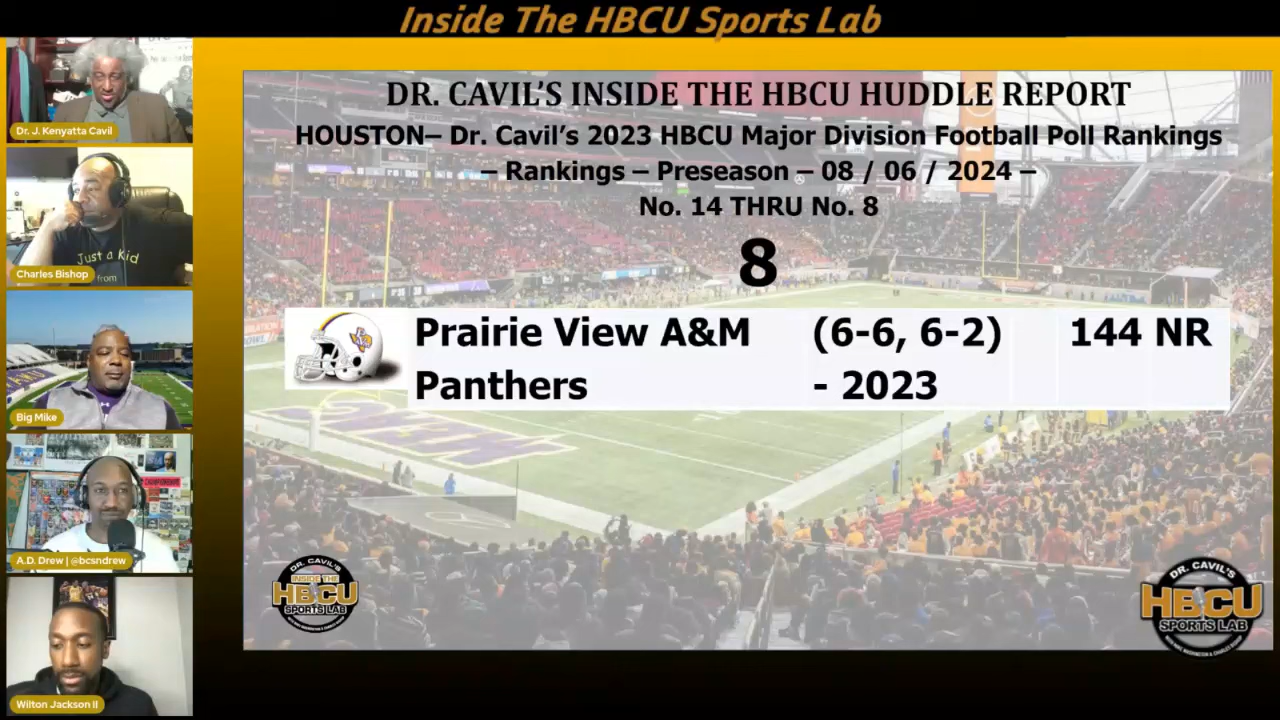 Inside The HBCU Sports Lab
Dr. J. Kenyatta Cavil
Just a Kid
from
Charles Bishop
Big Mike
A.D. Drew | @bcsndrew
Wilton Jackson II
DR. CAVIL'S INSIDE THE HBCU HUDDLE REPORT
HOUSTON– Dr. Cavil's 2023 HBCU Major Division Football Poll Rankings
– Rankings – Preseason – 08 / 06 / 2024 –
No. 14 THRU No. 8
8
Prairie View A&M (6-6, 6-2) 144 NR
Panthers - 2023
DR. CAVIL'S
INSIDE THE
HBCU
SPORTS LAB
DR. CAVIL'S
HBCU
SPORTS LAB